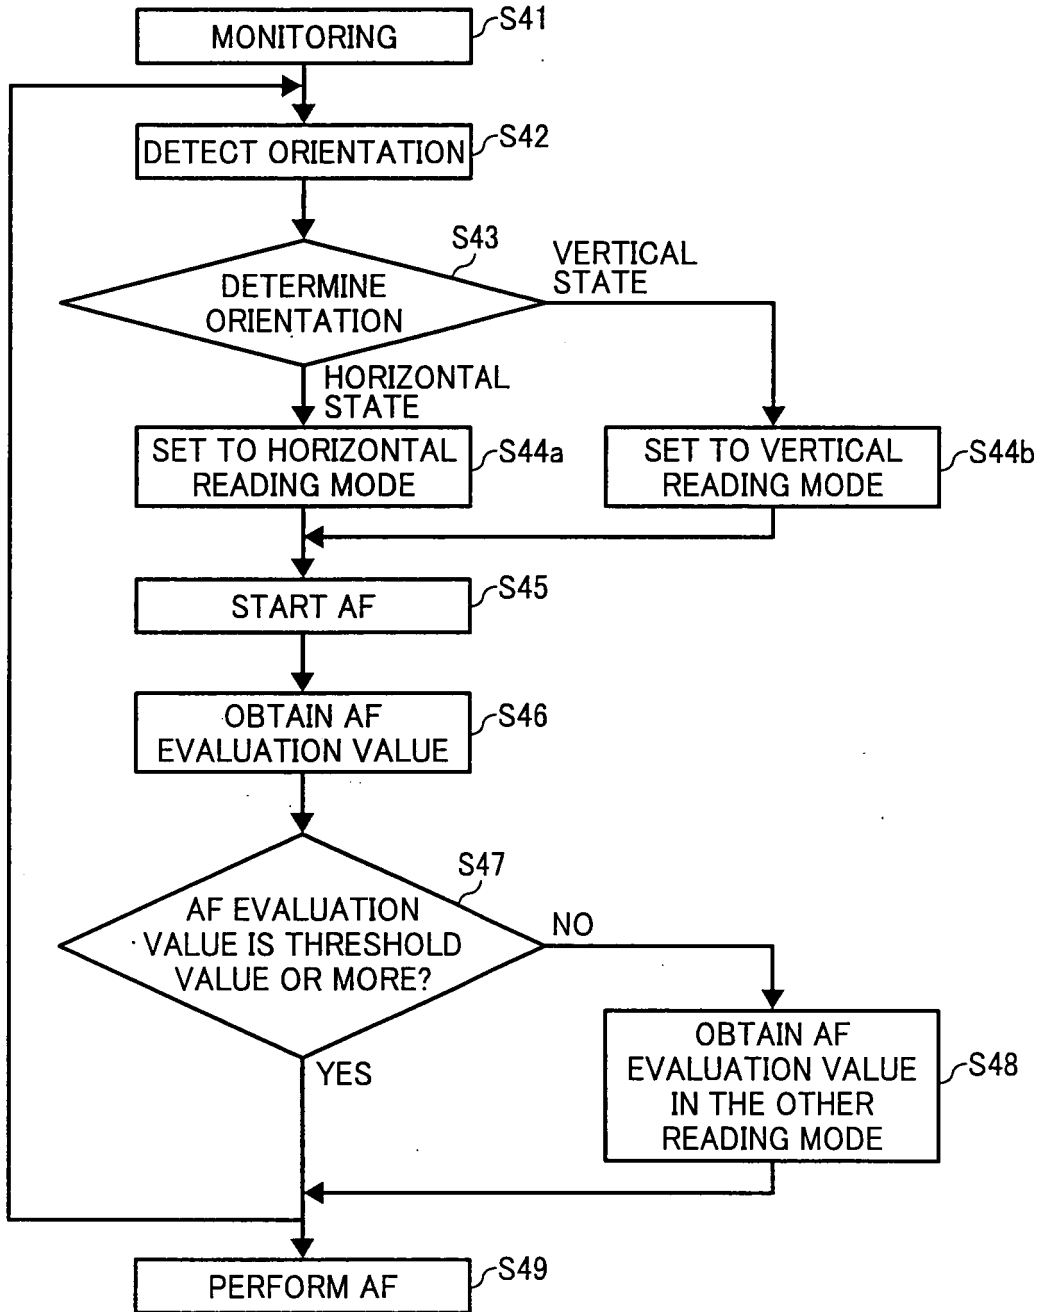 MONITORING
S41
DETECT ORIENTATION
S42
S43
DETERMINE
ORIENTATION
VERTICAL
STATE
HORIZONTAL
STATE
SET TO HORIZONTAL
READING MODE
S44a
SET TO VERTICAL
READING MODE
S44b
START AF
S45
OBTAIN AF
EVALUATION VALUE
S46
S47
AF EVALUATION
VALUE IS THRESHOLD
VALUE OR MORE?
NO
YES
OBTAIN AF
EVALUATION VALUE
IN THE OTHER
READING MODE
S48
PERFORM AF
S49